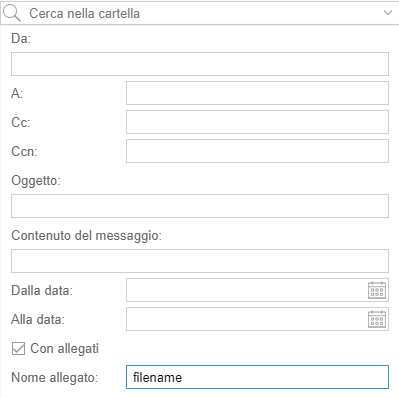 Cerca nella cartella
Da:
A:
Cc:
Ccn:
Oggetto:
Contenuto del messaggio:
Dalla data:
Alla data:
Con allegati
Nome allegato: filename